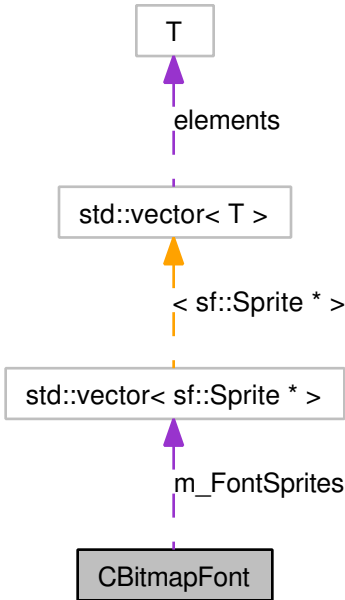 T
elements
std::vector< T >
< sf::Sprite * >
std::vector< sf::Sprite * >
m_FontSprites
CBitmapFont